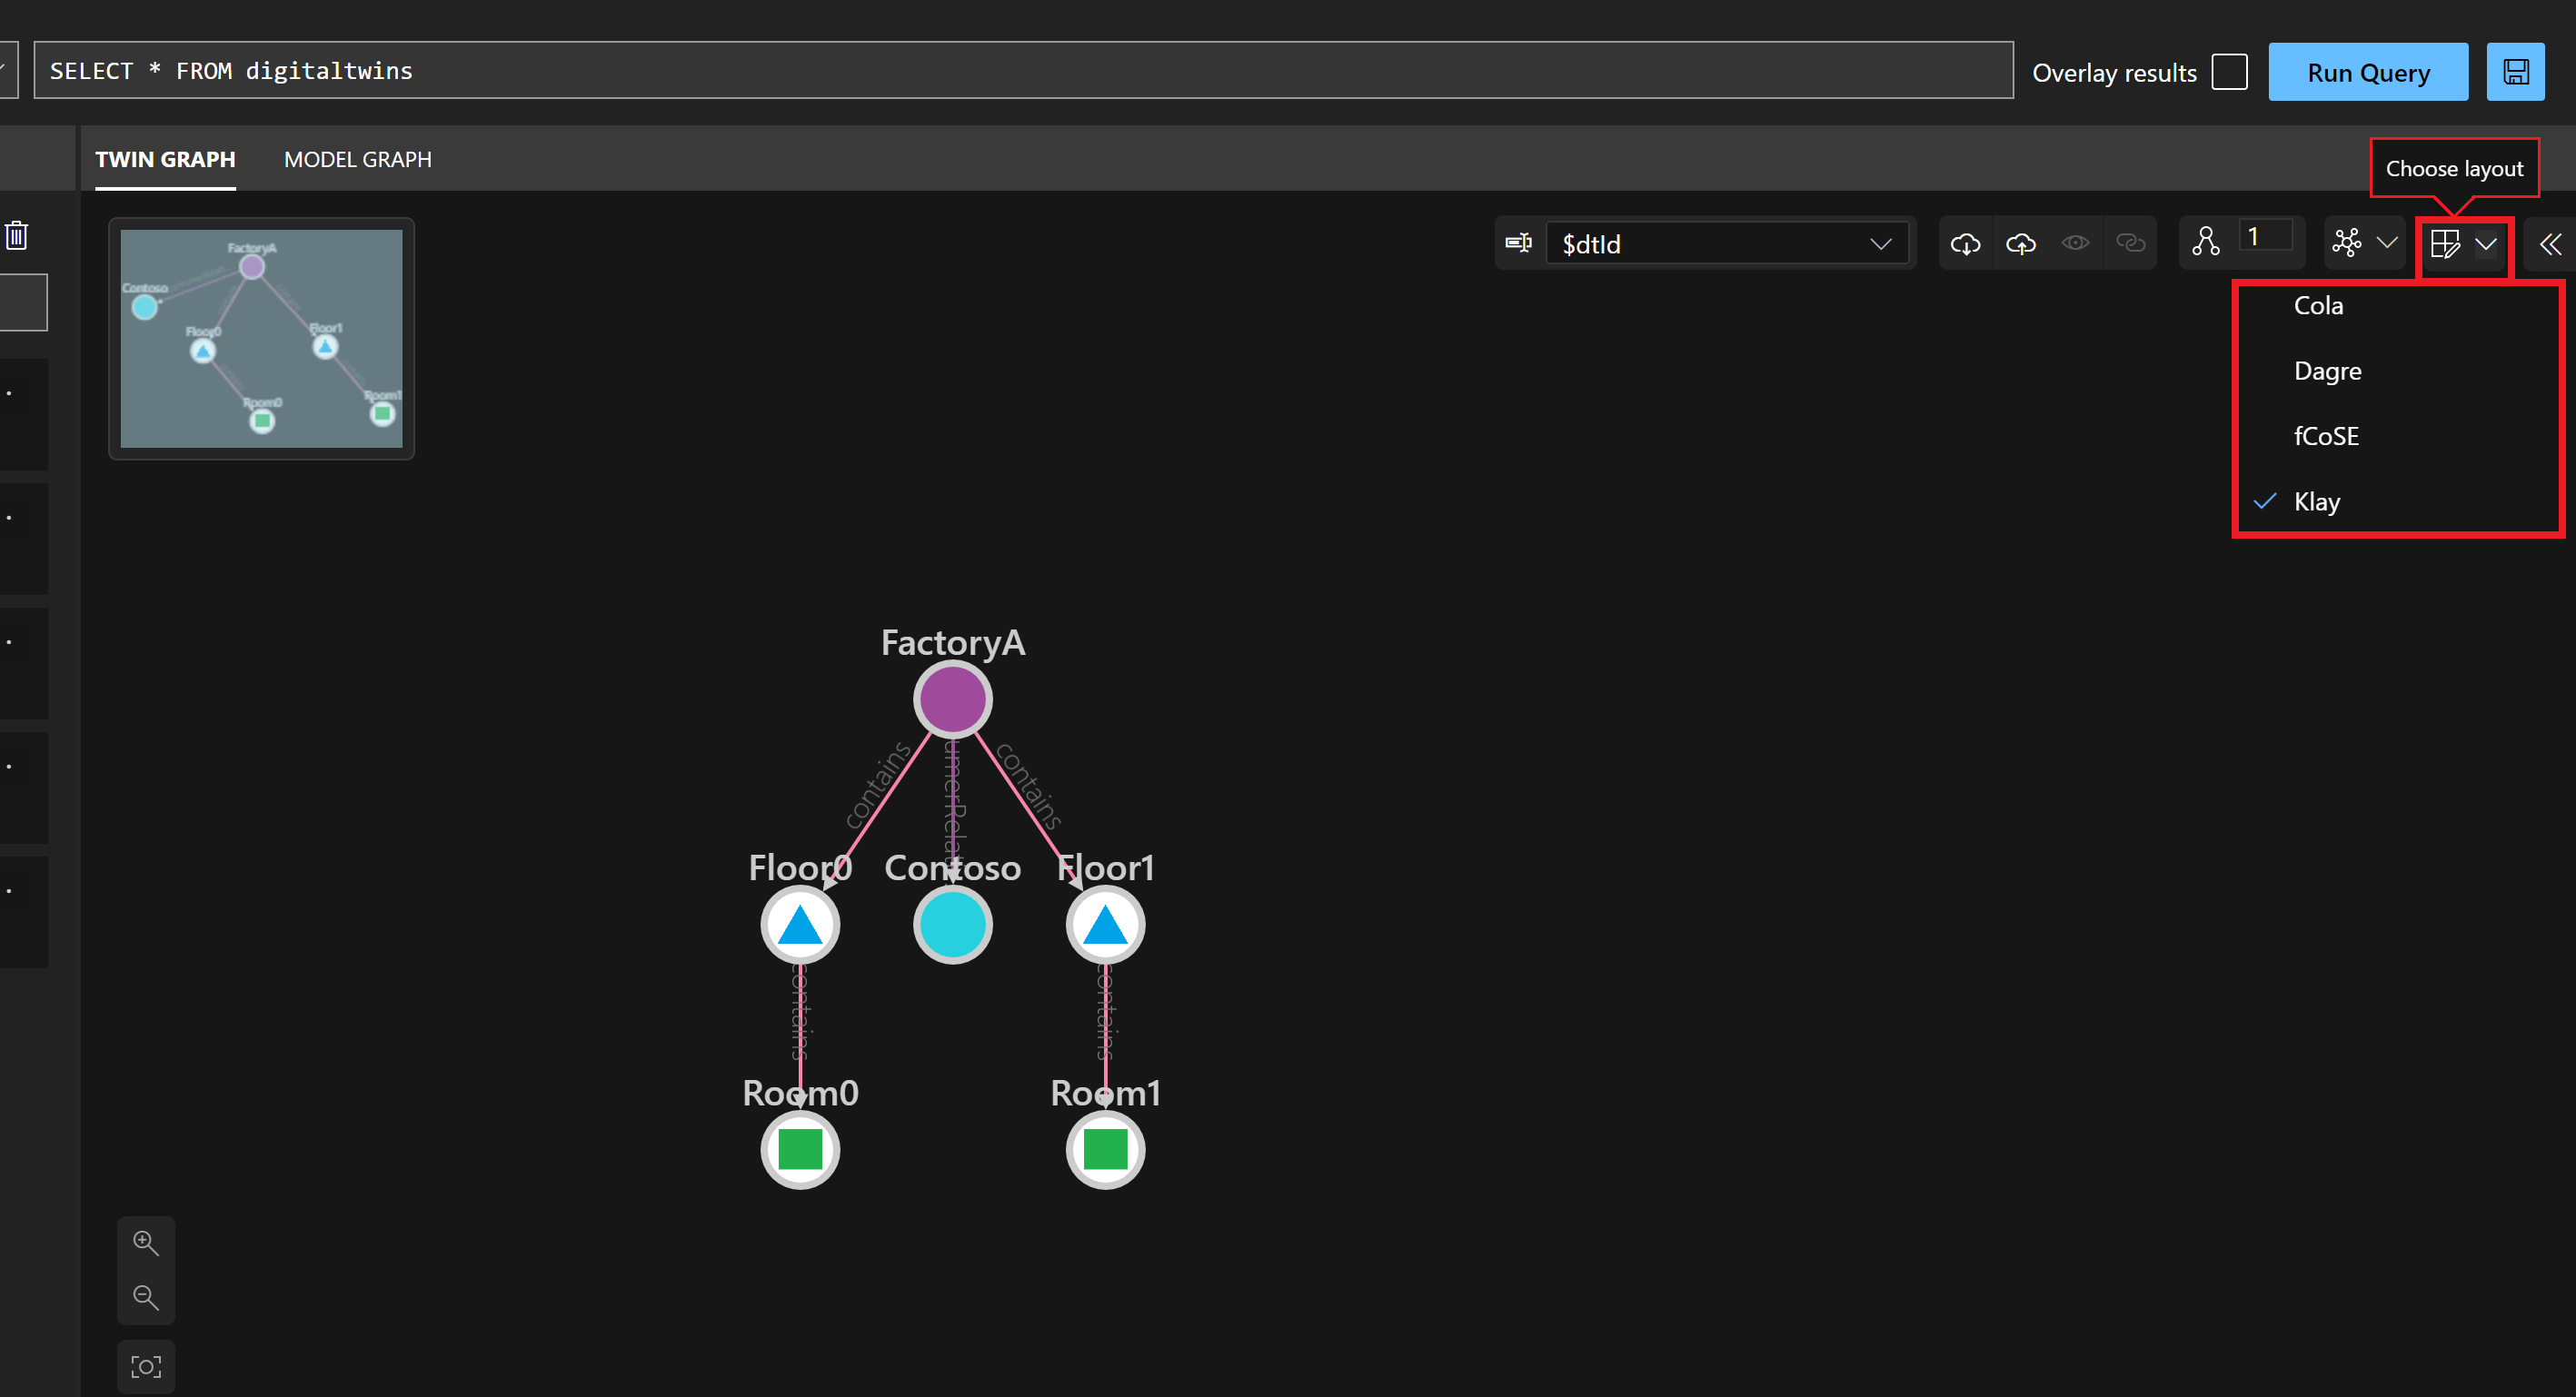 SELECT * FROM digitaltwins
Overlay results
Run Query
TWIN GRAPH
MODEL GRAPH
Choose layout
FactoryA
Contoso
Floor0
Floor1
Room0
Room1
$dtId
1
Cola
Dagre
fCoSE
Klay
FactoryA
contains
contains
Floor0
Contoso
Floor1
contains
contains
Room0
Room1